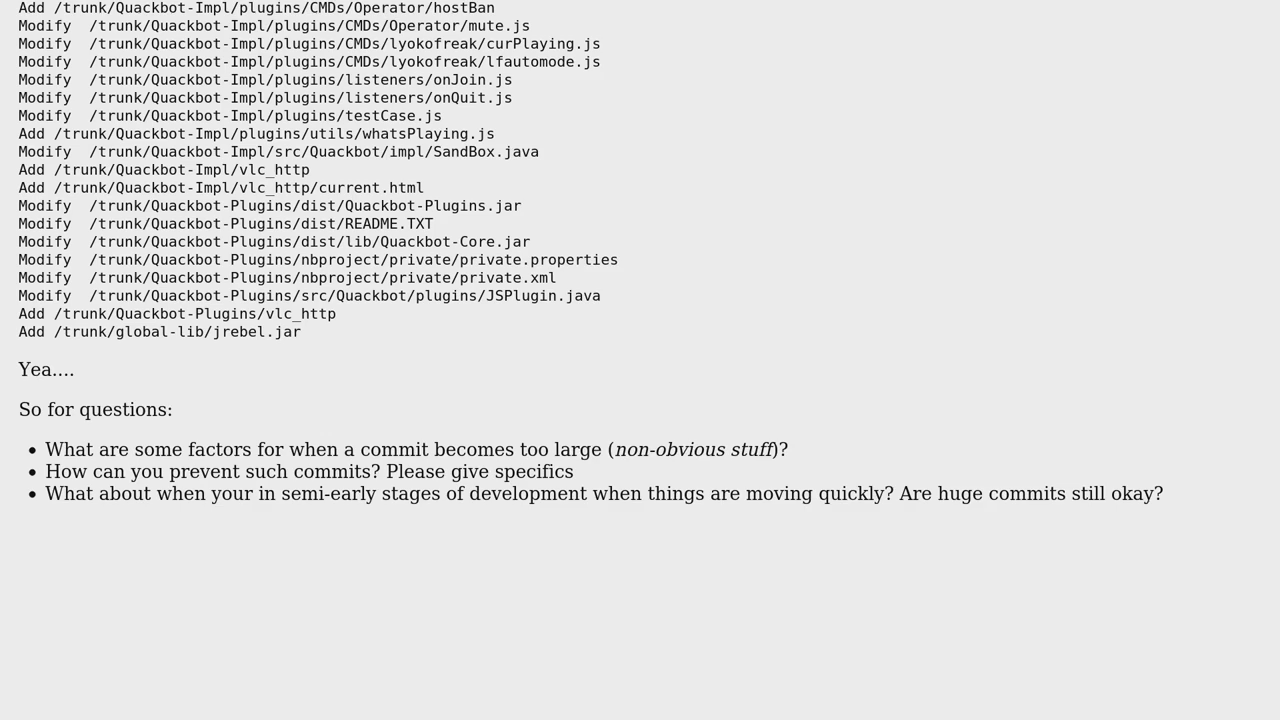 Add /trunk/Quackbot-Impl/plugins/CMDs/Operator/hostBan
Modify  /trunk/Quackbot-Impl/plugins/CMDs/Operator/mute.js
Modify  /trunk/Quackbot-Impl/plugins/CMDs/lyokofreak/curPlaying.js
Modify  /trunk/Quackbot-Impl/plugins/CMDs/lyokofreak/lfautomode.js
Modify  /trunk/Quackbot-Impl/plugins/listeners/onJoin.js
Modify  /trunk/Quackbot-Impl/plugins/listeners/onQuit.js
Modify  /trunk/Quackbot-Impl/plugins/testCase.js
Add /trunk/Quackbot-Impl/plugins/utils/whatsPlaying.js
Modify  /trunk/Quackbot-Impl/src/Quackbot/impl/SandBox.java
Add /trunk/Quackbot-Impl/vlc_http
Add /trunk/Quackbot-Impl/vlc_http/current.html
Modify  /trunk/Quackbot-Plugins/dist/Quackbot-Plugins.jar
Modify  /trunk/Quackbot-Plugins/dist/README.TXT
Modify  /trunk/Quackbot-Plugins/dist/lib/Quackbot-Core.jar
Modify  /trunk/Quackbot-Plugins/nbproject/private/private.properties
Modify  /trunk/Quackbot-Plugins/nbproject/private/private.xml
Modify  /trunk/Quackbot-Plugins/src/Quackbot/plugins/JSPlugin.java
Add /trunk/Quackbot-Plugins/vlc_http
Add /trunk/global-lib/jrebel.jar
Yea....
So for questions:
• What are some factors for when a commit becomes too large (non-obvious stuff)?
• How can you prevent such commits? Please give specifics
• What about when your in semi-early stages of development when things are moving quickly? Are huge commits still okay?